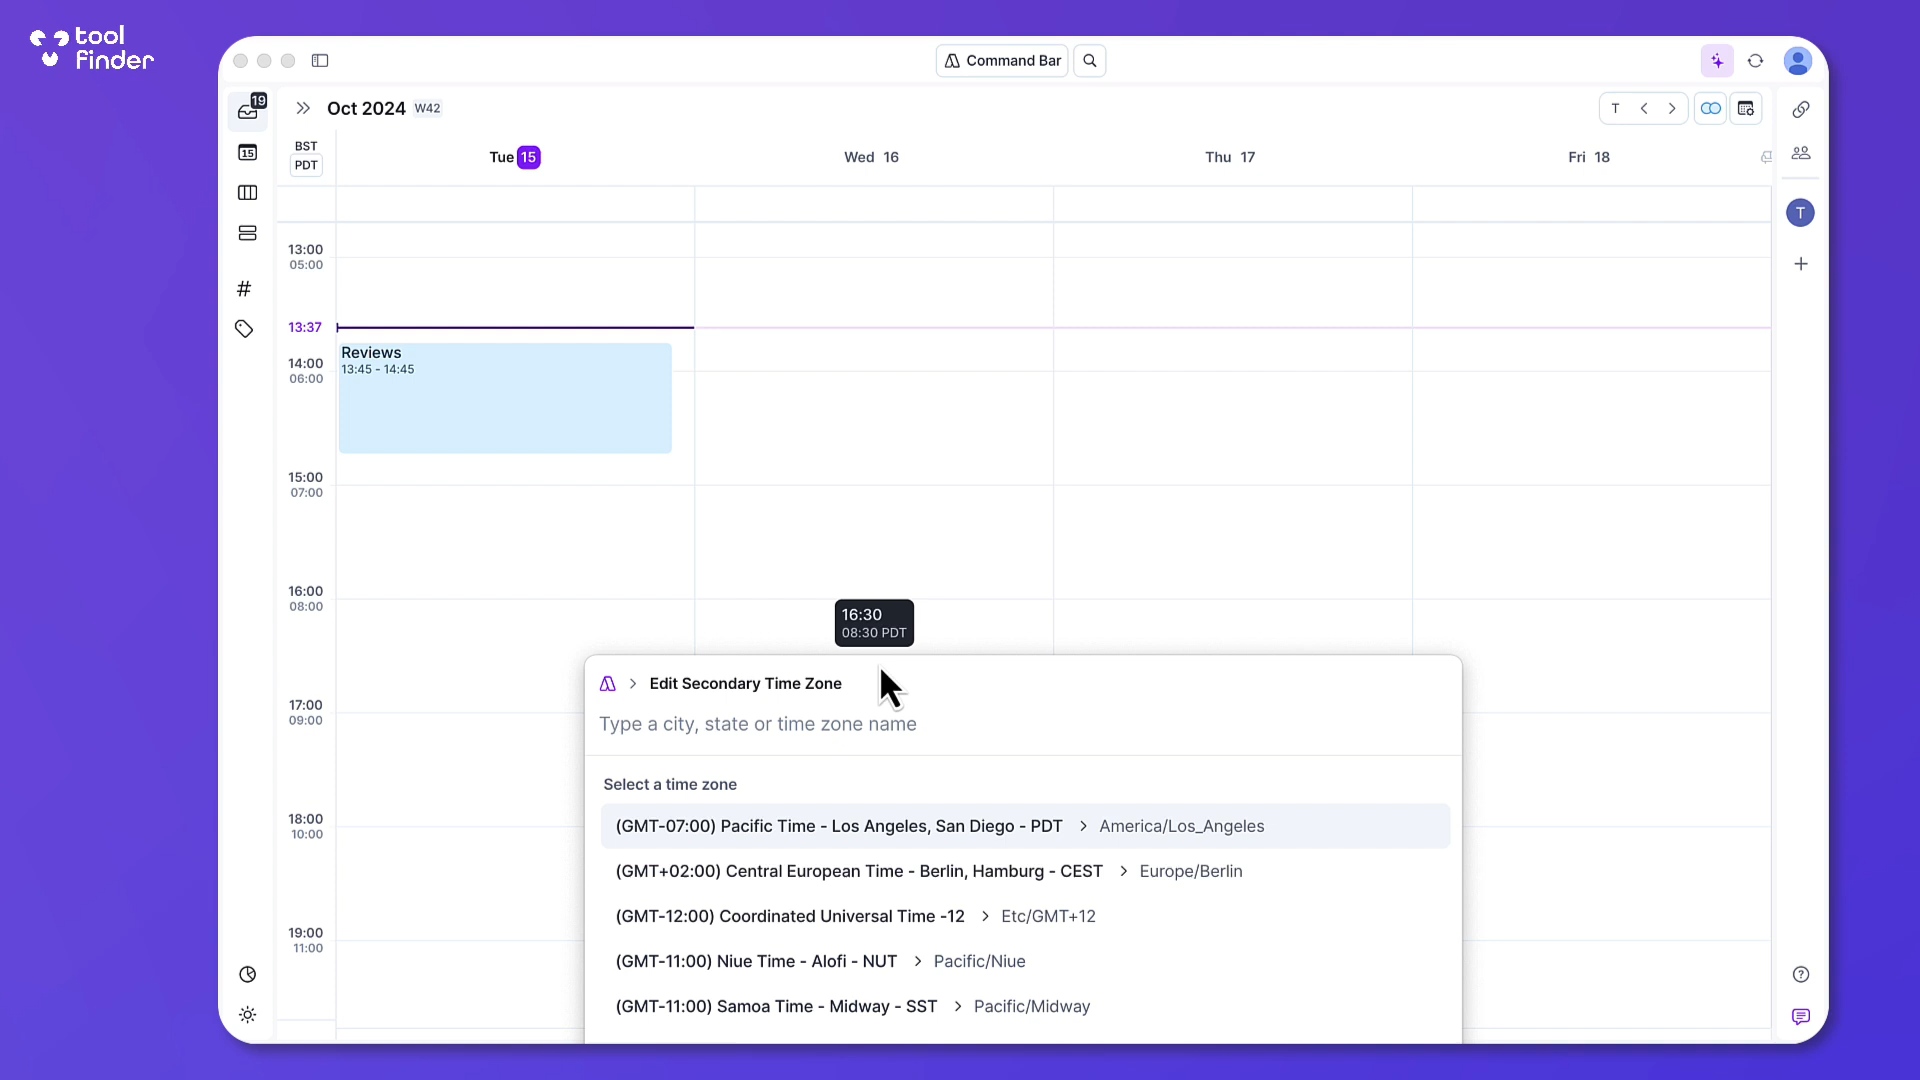 tool
finder
Command Bar
19
Oct 2024 W42
T
15
BST
PDT
Tue 15
Wed 16
Thu 17
Fri 18
T
13:00
05:00
13:37
Reviews
13:45 - 14:45
14:00
06:00
15:00
07:00
16:00
08:00
16:30
08:30 PDT
Edit Secondary Time Zone
17:00
09:00
Type a city, state or time zone name
Select a time zone
18:00
10:00
(GMT-07:00) Pacific Time - Los Angeles, San Diego - PDT > America/Los_Angeles
(GMT+02:00) Central European Time - Berlin, Hamburg - CEST > Europe/Berlin
(GMT-12:00) Coordinated Universal Time -12 > Etc/GMT+12
19:00
11:00
(GMT-11:00) Niue Time - Alofi - NUT > Pacific/Niue
(GMT-11:00) Samoa Time - Midway - SST > Pacific/Midway